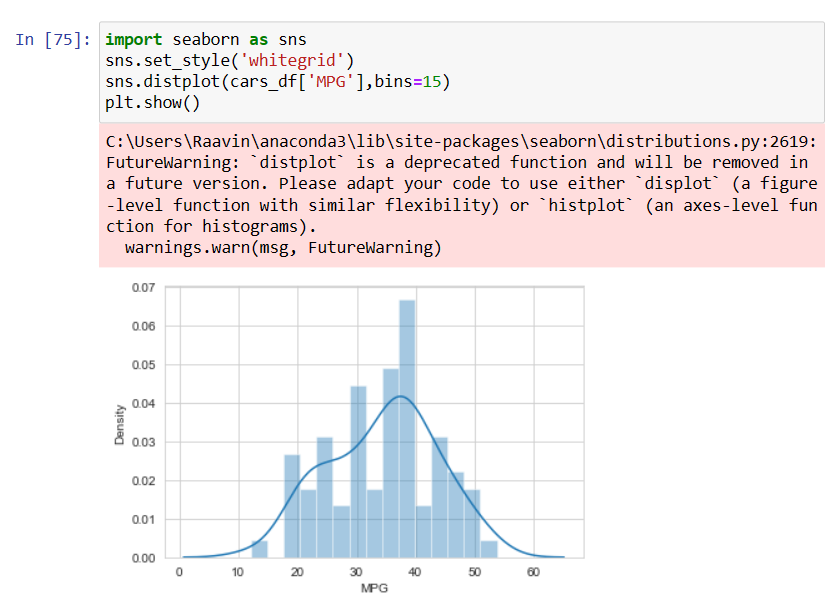 In [75]: import seaborn as sns
sns.set_style('whitegrid')
sns.distplot(cars_df['MPG'],bins=15)
plt.show()
C:\Users\Raavin\anaconda3\lib\site-packages\seaborn\distributions.py:2619:
FutureWarning: `distplot` is a deprecated function and will be removed in
a future version. Please adapt your code to use either `displot` (a figure
-level function with similar flexibility) or `histplot` (an axes-level fun
ction for histograms).
warnings.warn(msg, FutureWarning)
0.07
0.06
0.05
0.04
0.03
0.02
0.01
0.00
Density
0 10 20 30 40 50 60
MPG